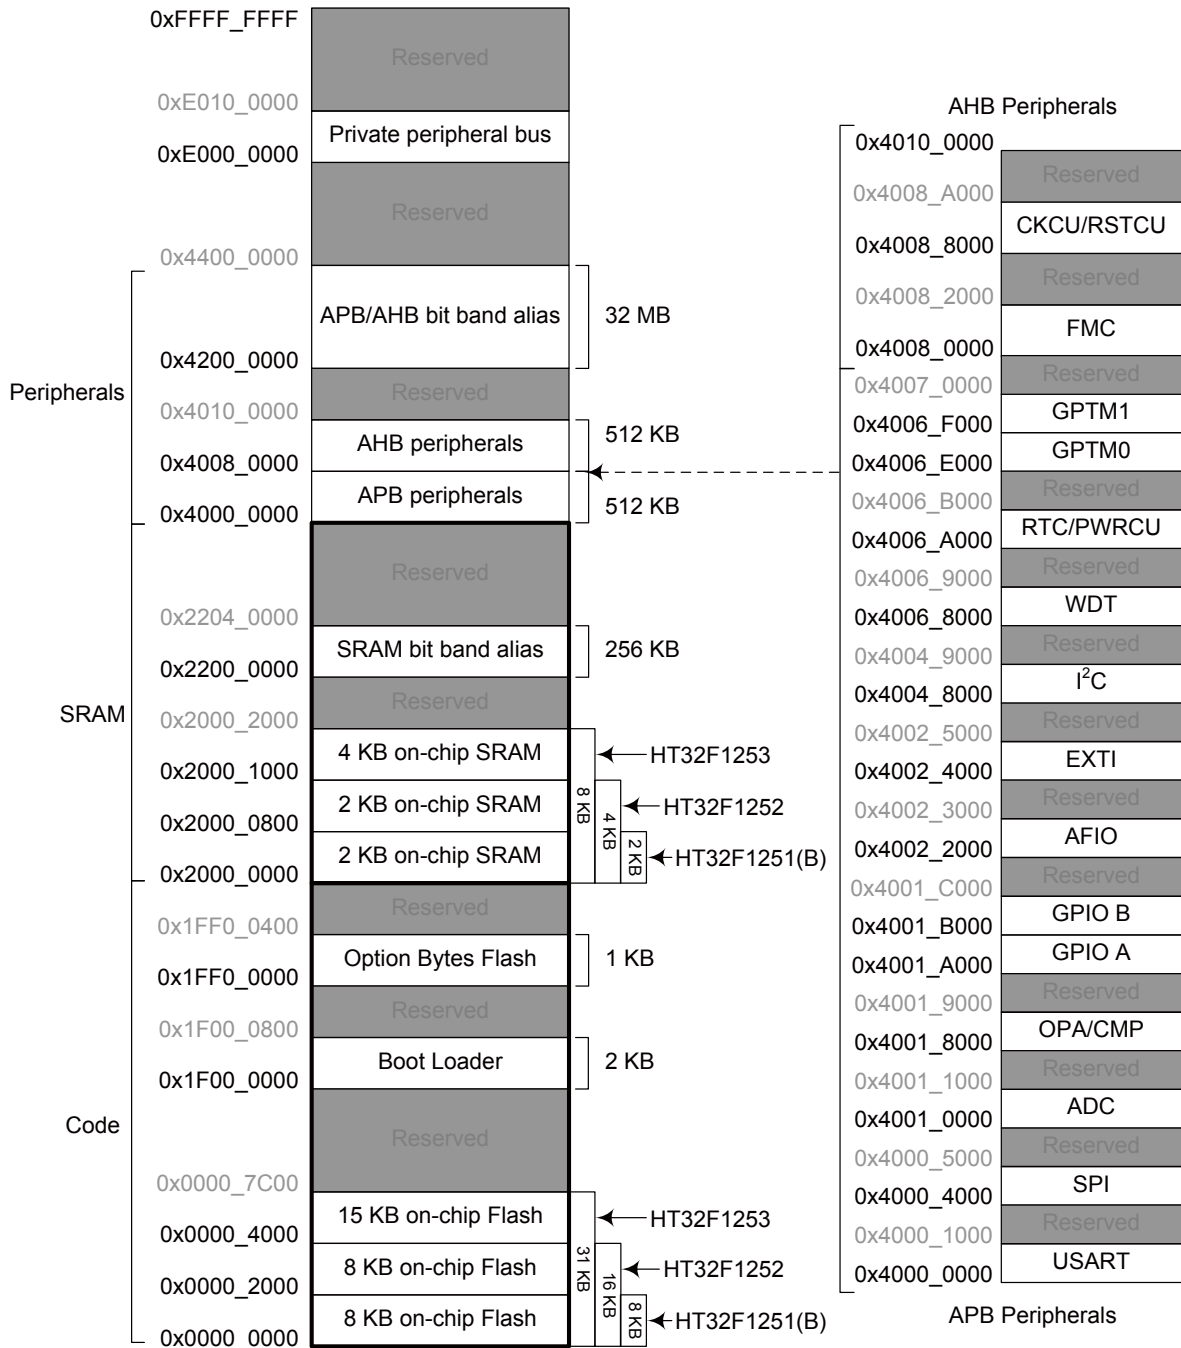 0xFFFF_FFFF
Reserved
0xE010_0000
Private peripheral bus
0xE000_0000
Reserved
0x4400_0000
APB/AHB bit band alias
32 MB
0x4200_0000
Peripherals
Reserved
0x4010_0000
AHB peripherals
512 KB
0x4008_0000
APB peripherals
512 KB
0x4000_0000
Reserved
0x2204_0000
SRAM bit band alias
256 KB
0x2200_0000
SRAM
Reserved
0x2000_2000
4 KB on-chip SRAM
HT32F1253
0x2000_1000
8 KB
2 KB on-chip SRAM
4 KB
HT32F1252
0x2000_0800
2 KB on-chip SRAM
2 KB
HT32F1251(B)
0x2000_0000
Reserved
0x1FF0_0400
Option Bytes Flash
1 KB
0x1FF0_0000
Reserved
0x1F00_0800
Boot Loader
2 KB
0x1F00_0000
Code
Reserved
0x0000_7C00
15 KB on-chip Flash
HT32F1253
0x0000_4000
31 KB
8 KB on-chip Flash
16 KB
HT32F1252
0x0000_2000
8 KB on-chip Flash
8 KB
HT32F1251(B)
0x0000_0000
AHB Peripherals
0x4010_0000
Reserved
0x4008_A000
CKCU/RSTCU
0x4008_8000
Reserved
0x4008_2000
FMC
0x4008_0000
Reserved
0x4007_0000
GPTM1
0x4006_F000
GPTM0
0x4006_E000
Reserved
0x4006_B000
RTC/PWRCU
0x4006_A000
Reserved
0x4006_9000
WDT
0x4006_8000
Reserved
0x4004_9000
I²C
0x4004_8000
Reserved
0x4002_5000
EXTI
0x4002_4000
Reserved
0x4002_3000
AFIO
0x4002_2000
Reserved
0x4001_C000
GPIO B
0x4001_B000
GPIO A
0x4001_A000
Reserved
0x4001_9000
OPA/CMP
0x4001_8000
Reserved
0x4001_1000
ADC
0x4001_0000
Reserved
0x4000_5000
SPI
0x4000_4000
Reserved
0x4000_1000
USART
0x4000_0000
APB Peripherals